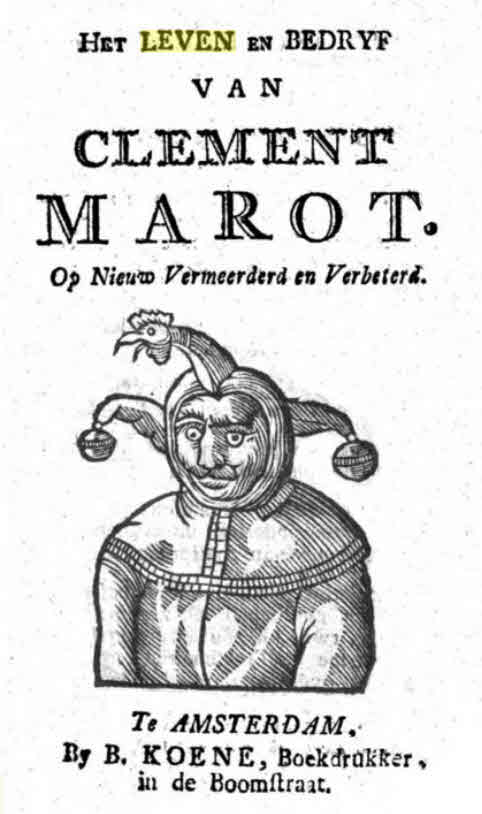 HET LEVEN EN BEDRYF
VAN
CLEMENT
MAROT.
Op Nieuw Vermeerderd en Verbeterd.
Te AMSTERDAM,
By B. KOENE, Boekdrukker,
in de Boomſtraat.